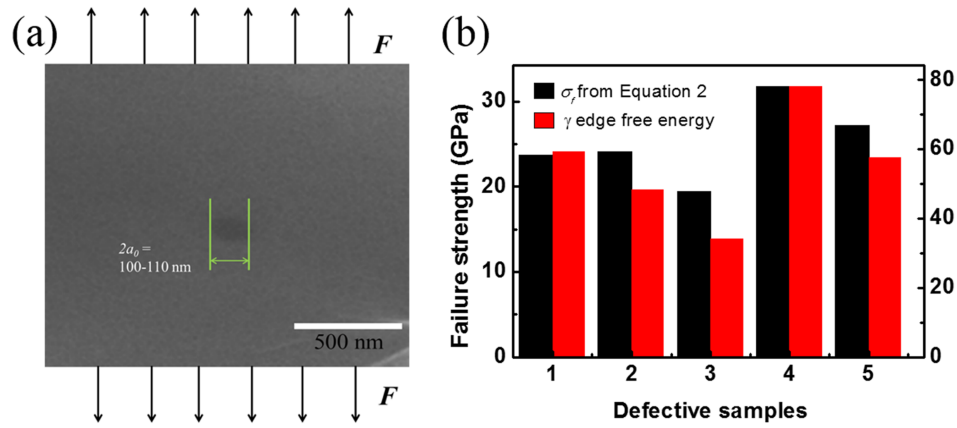 (a)
F
2a₀ =
100-110 nm
500 nm
F
(b)
Failure strength (GPa)
30
20
10
0
σf from Equation 2
γ edge free energy
80
60
40
20
0
1 2 3 4 5
Defective samples